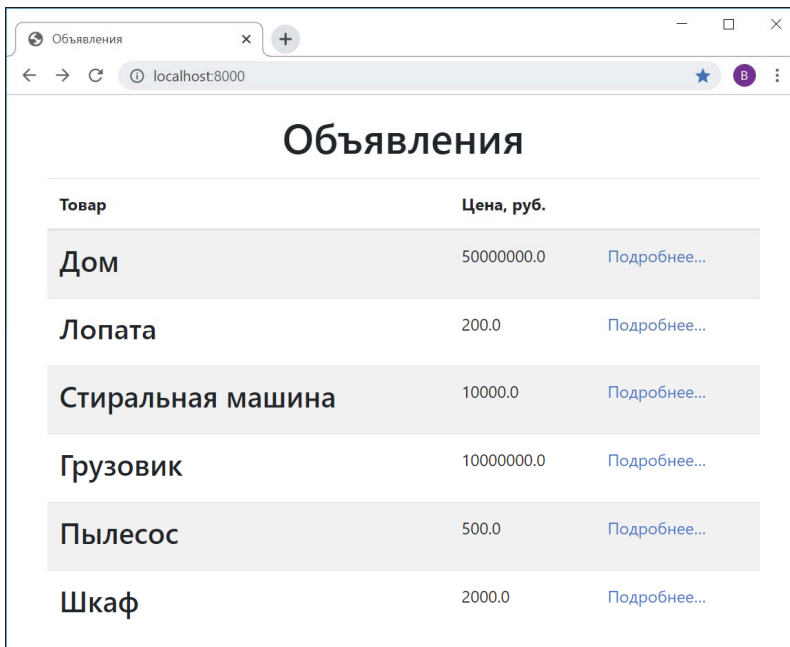 Объявления
localhost:8000
B
Объявления
Товар Цена, руб.
Дом 50000000.0 Подробнее...
Лопата 200.0 Подробнее...
Стиральная машина 10000.0 Подробнее...
Грузовик 10000000.0 Подробнее...
Пылесос 500.0 Подробнее...
Шкаф 2000.0 Подробнее...